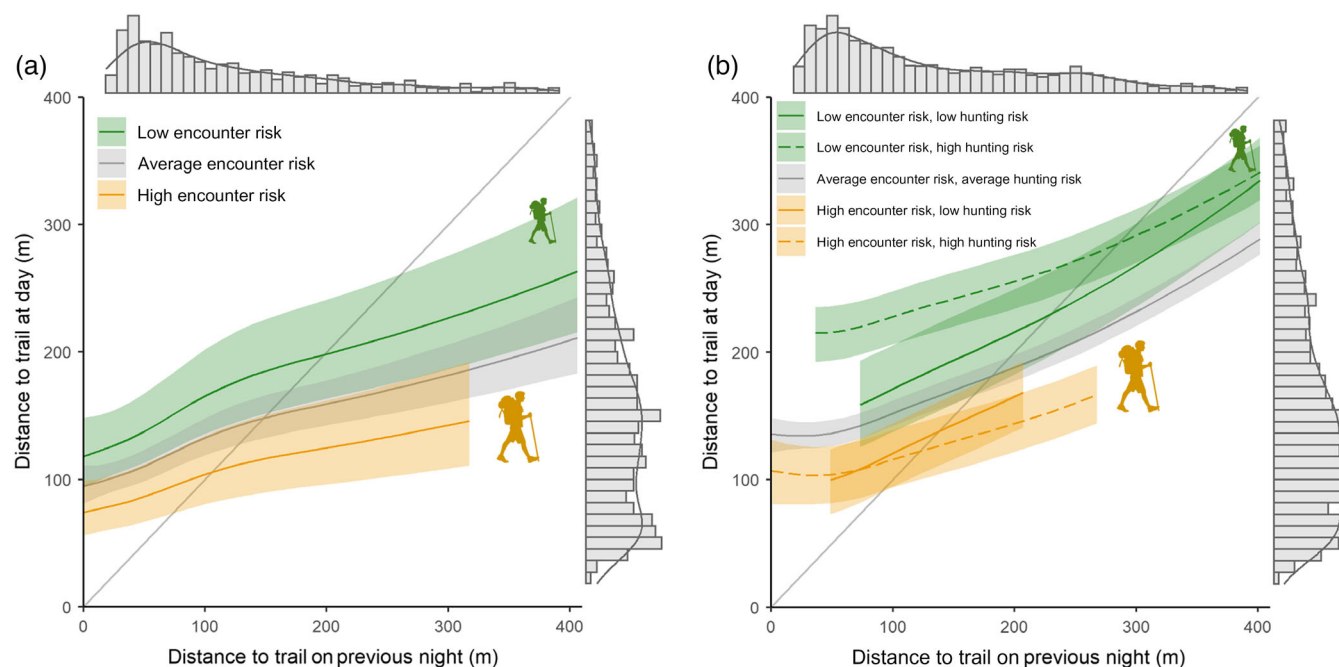 (a)
Low encounter risk
Average encounter risk
High encounter risk
Distance to trail at day (m)
400
300
200
100
0
0 100 200 300 400
Distance to trail on previous night (m)
(b)
Low encounter risk, low hunting risk
Low encounter risk, high hunting risk
Average encounter risk, average hunting risk
High encounter risk, low hunting risk
High encounter risk, high hunting risk
Distance to trail at day (m)
400
300
200
100
0
0 100 200 300 400
Distance to trail on previous night (m)